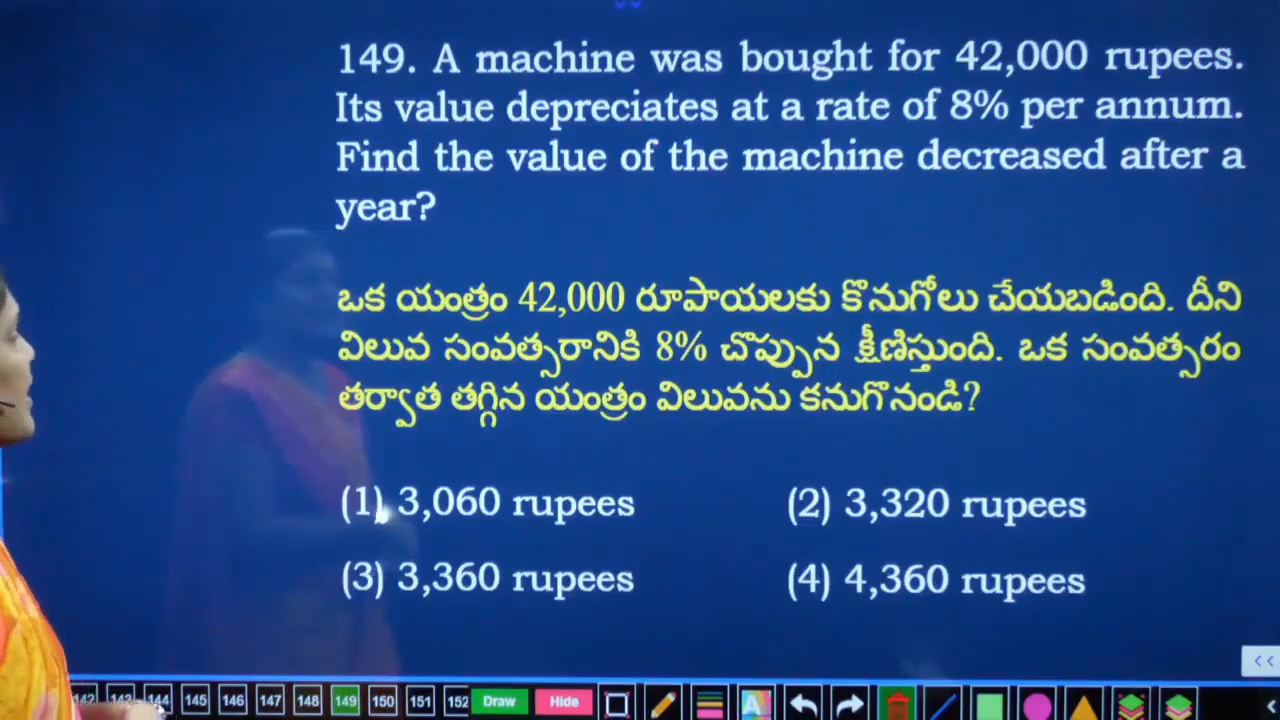 149. A machine was bought for 42,000 rupees.
Its value depreciates at a rate of 8% per annum.
Find the value of the machine decreased after a
year?
ఒక యంత్రం 42,000 రూపాయలకు కొనుగోలు చేయబడింది. దీని
విలువ సంవత్సరానికి 8% చొప్పున క్షీణిస్తుంది. ఒక సంవత్సరం
తర్వాత తగ్గిన యంత్రం విలువను కనుగొనండి?
(1) 3,060 rupees (2) 3,320 rupees
(3) 3,360 rupees (4) 4,360 rupees
142 143 144 145 146 147 148 149 150 151 152 Draw Hide A